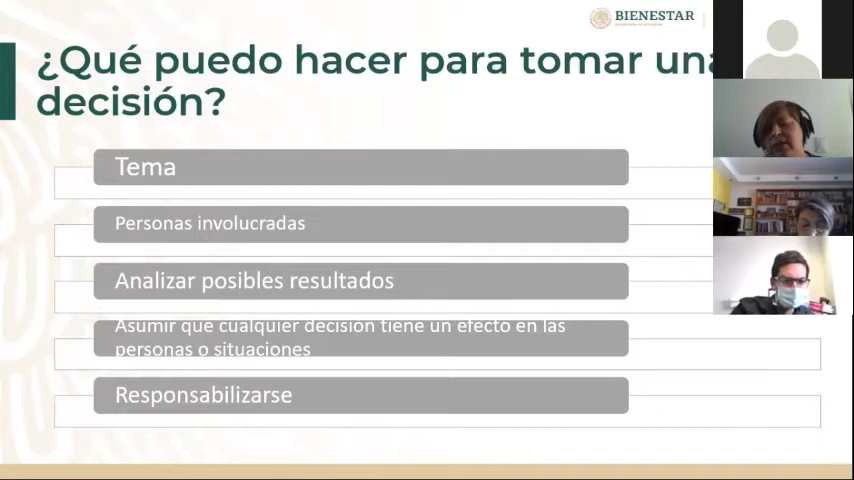 BIENESTAR
¿Qué puedo hacer para tomar una
decisión?
Tema
Personas involucradas
Analizar posibles resultados
Asumir que cualquier decisión tiene un efecto en las
personas o situaciones
Responsabilizarse